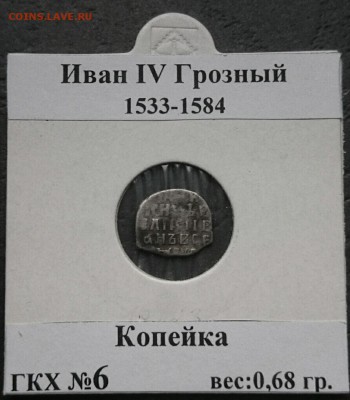 COINS.LAVE.RU
Иван IV Грозный
1533-1584
Копейка
ГКХ №6 вес:0,68 гр.